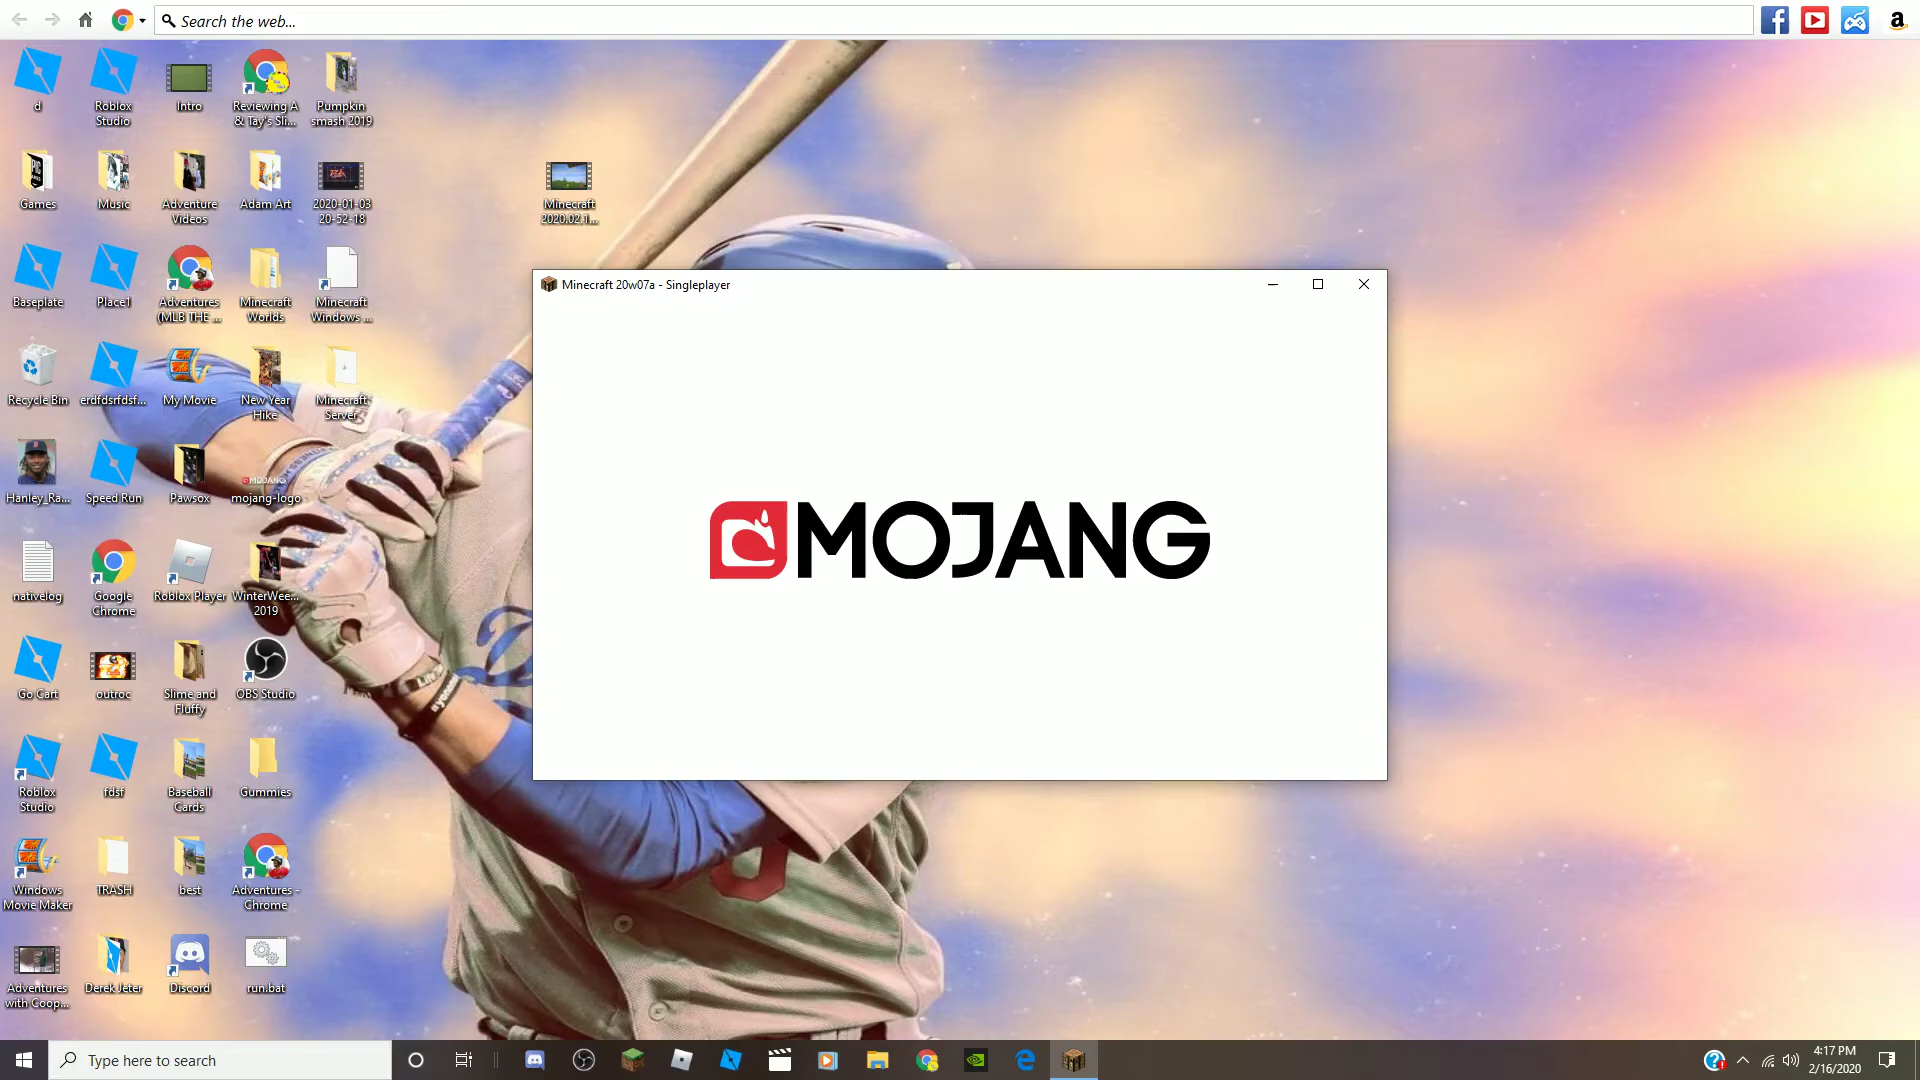 Search the web...
d
Roblox
Studio
Intro
Reviewing A
& Tay's Sli...
Pumpkin
smash 2019
Games
Music
Adventure
Videos
Adam Art
2020-01-03
20-52-18
Minecraft
2020.02.1...
Baseplate
Place1
Adventures
(MLB THE ...
Minecraft
Worlds
Minecraft
Windows ...
Minecraft 20w07a - Singleplayer
Recycle Bin
erdfdsrfdsf...
My Movie
New Year
Hike
Minecraft
Server
Hanley_Ra...
Speed Run
Pawsox
MOJANG
mojang-logo
MOJANG
nativelog
Google
Chrome
Roblox Player
WinterWee...
2019
Go Cart
outroc
Slime and
Fluffy
OBS Studio
Roblox
Studio
fdsf
Baseball
Cards
Gummies
Windows
Movie Maker
TRASH
best
Adventures -
Chrome
Adventures
with Coop...
Derek Jeter
Discord
run.bat
Type here to search
4:17 PM
2/16/2020